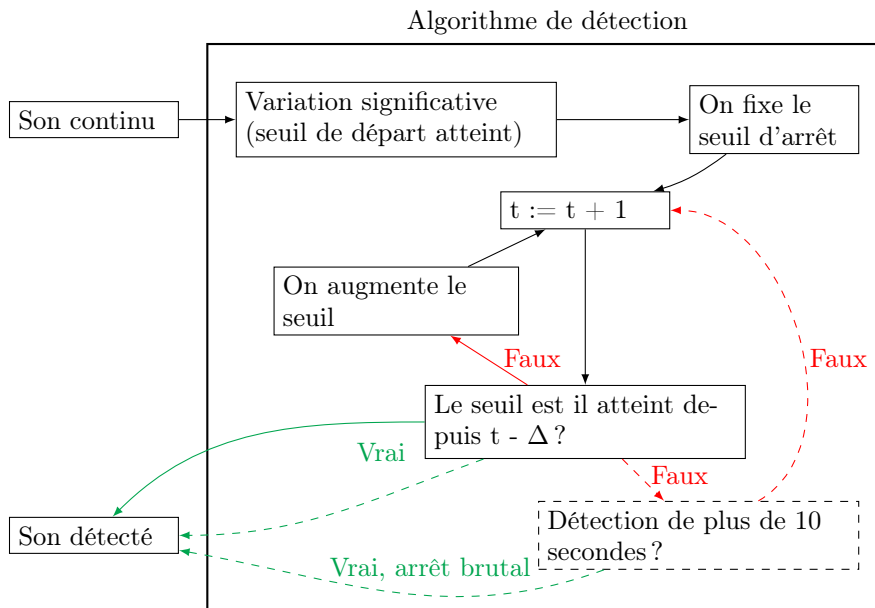 Algorithme de détection
Son continu
Variation significative
(seuil de départ atteint)
On fixe le
seuil d'arrêt
t := t + 1
On augmente le
seuil
Faux
Faux
Le seuil est il atteint de-
puis t - Δ ?
Vrai
Faux
Son détecté
Détection de plus de 10
secondes ?
Vrai, arrêt brutal